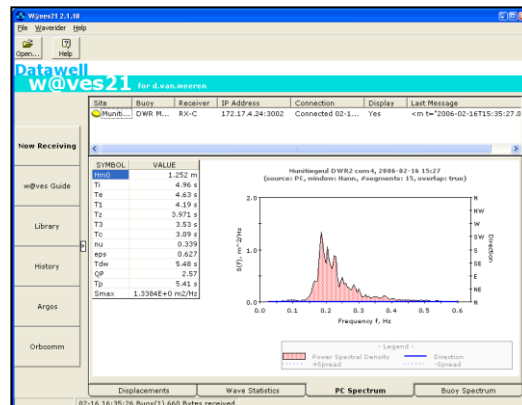 W@ves21 2.1.10
File Waverider Help
Open... Help
Datawell
w@ves21 for d.van.weeren
Site Buoy Receiver IP Address Connection Display Last Message
Muniti... DWR M... RX-C 172.17.4.24:3002 Connected 02-1... Yes <m t="2006-02-16T15:35:27.0
Now Receiving
w@ves Guide
Library
History
Argos
Orbcomm
SYMBOL VALUE
Hm0 1.252 m
Ti 4.96 s
Te 4.63 s
T1 4.19 s
Tz 3.971 s
T3 3.53 s
Tc 3.09 s
nu 0.339
eps 0.627
Tdw 5.48 s
QP 2.57
Tp 5.41 s
Smax 1.3384E+0 m2/Hz
Munitiegeul DWR2 com4, 2006-02-16 15:27
(source: PC, window: Hann, #segments: 15, overlap: true)
S(f), m^2/Hz
2.0
1.0
0.0
0.0 0.1 0.2 0.3 0.4 0.5 0.6
Frequency f, Hz
N
NW
W
SW
S
SE
E
NE
N
Direction
- Legend -
Power Spectral Density Direction
+Spread -Spread
Displacements Wave Statistics PC Spectrum Buoy Spectrum
02-16 16:35:26 Buoy(1) 660 Bytes received.